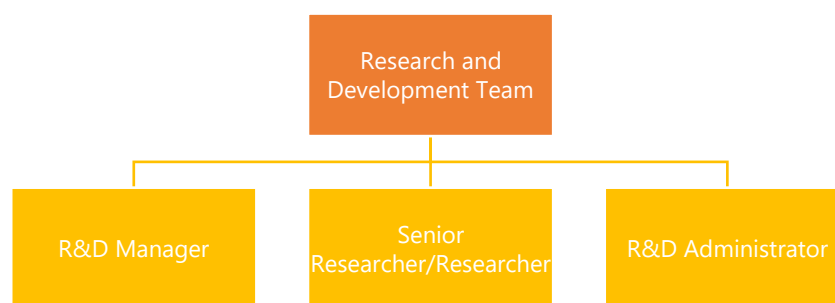 Research and
Development Team
R&D Manager
Senior
Researcher/Researcher
R&D Administrator